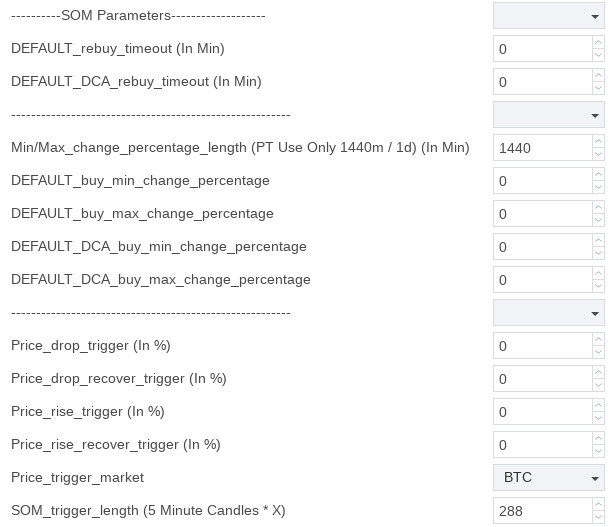 ----------SOM Parameters-------------------
DEFAULT_rebuy_timeout (In Min) 0
DEFAULT_DCA_rebuy_timeout (In Min) 0
--------------------------------------------------------
Min/Max_change_percentage_length (PT Use Only 1440m / 1d) (In Min) 1440
DEFAULT_buy_min_change_percentage 0
DEFAULT_buy_max_change_percentage 0
DEFAULT_DCA_buy_min_change_percentage 0
DEFAULT_DCA_buy_max_change_percentage 0
--------------------------------------------------------
Price_drop_trigger (In %) 0
Price_drop_recover_trigger (In %) 0
Price_rise_trigger (In %) 0
Price_rise_recover_trigger (In %) 0
Price_trigger_market BTC
SOM_trigger_length (5 Minute Candles * X) 288